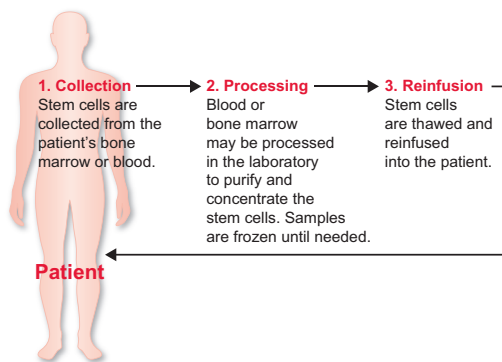 1. Collection
Stem cells are
collected from the
patient's bone
marrow or blood.
2. Processing
Blood or
bone marrow
may be processed
in the laboratory
to purify and
concentrate the
stem cells. Samples
are frozen until needed.
3. Reinfusion
Stem cells
are thawed and
reinfused
into the patient.
Patient